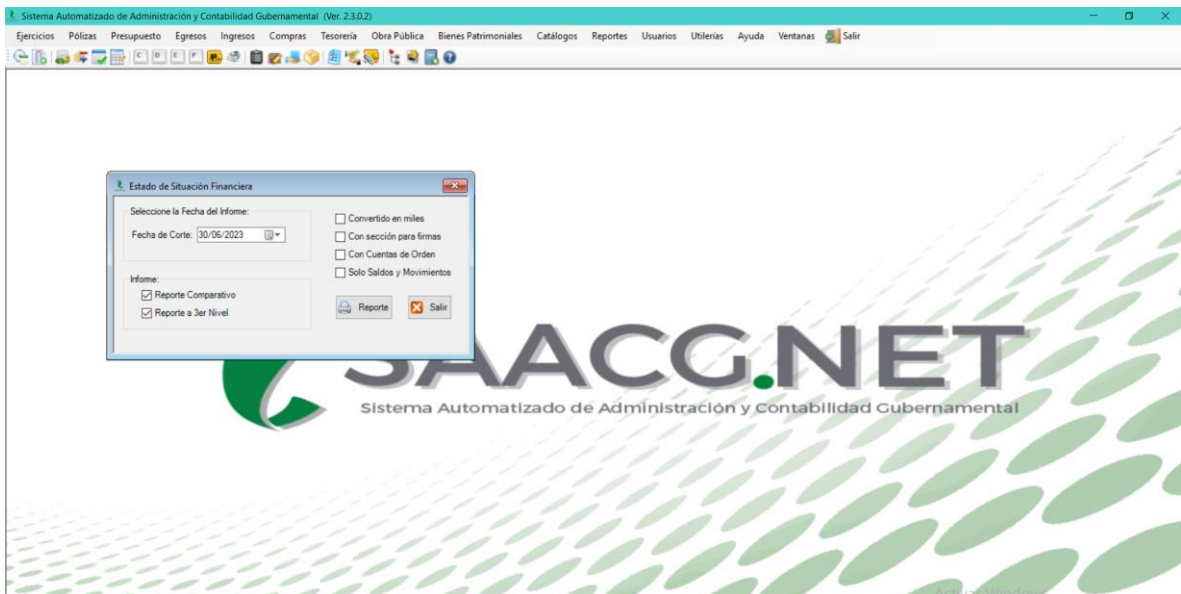 Sistema Automatizado de Administración y Contabilidad Gubernamental (Ver. 2.3.0.2)
Ejercicios Pólizas Presupuesto Egresos Ingresos Compras Tesorería Obra Pública Bienes Patrimoniales Catálogos Reportes Usuarios Utilerías Ayuda Ventanas Salir
C D E P P
Estado de Situación Financiera
Seleccione la Fecha del Informe:
Fecha de Corte: 30/06/2023
Informe:
Reporte Comparativo
Reporte a 3er Nivel
Convertido en miles
Con sección para firmas
Con Cuentas de Orden
Solo Saldos y Movimientos
Reporte Salir
SAACG.NET
Sistema Automatizado de Administración y Contabilidad Gubernamental
Activar Windows